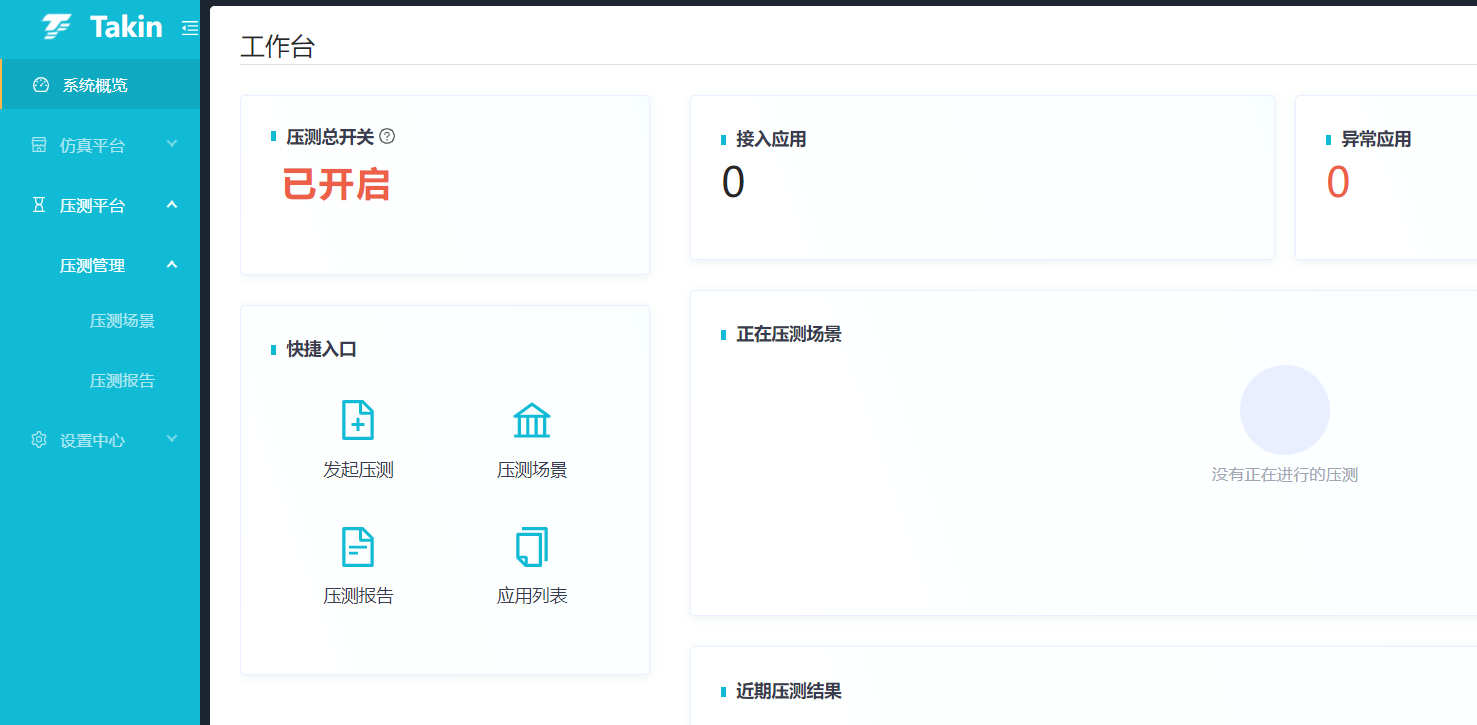 Takin
系统概览
仿真平台
压测平台
压测管理
压测场景
压测报告
设置中心
工作台
压测总开关
已开启
接入应用
0
异常应用
0
快捷入口
发起压测
压测场景
压测报告
应用列表
正在压测场景
没有正在进行的压测
近期压测结果